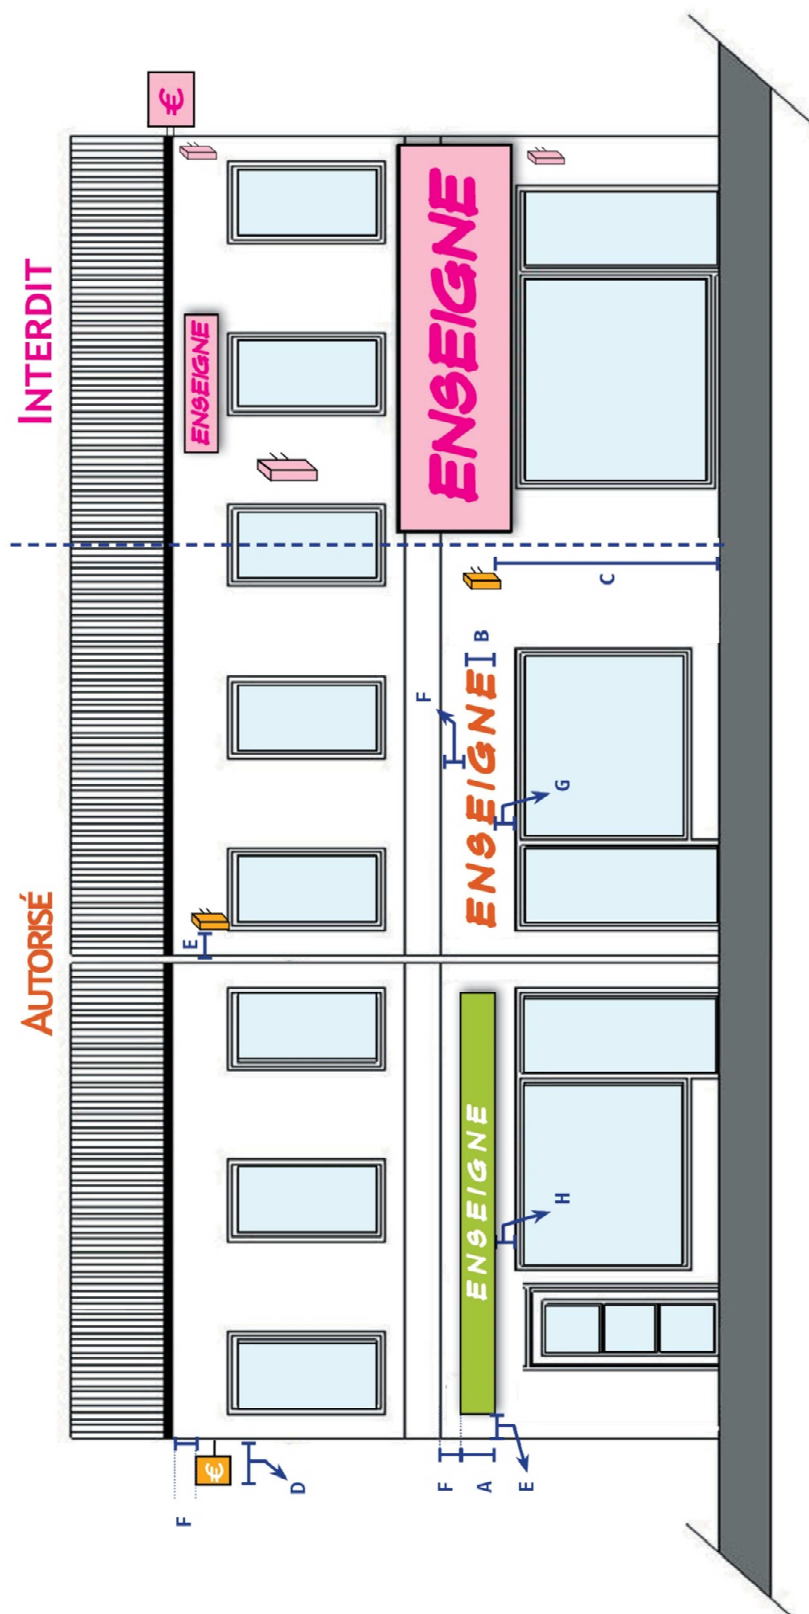 AUTORISÉ
INTERDIT
F
€
D
E
€
ENSEIGNE
F
A
E
ENSEIGNE
H
F
ENSEIGNE
B
G
C
ENSEIGNE